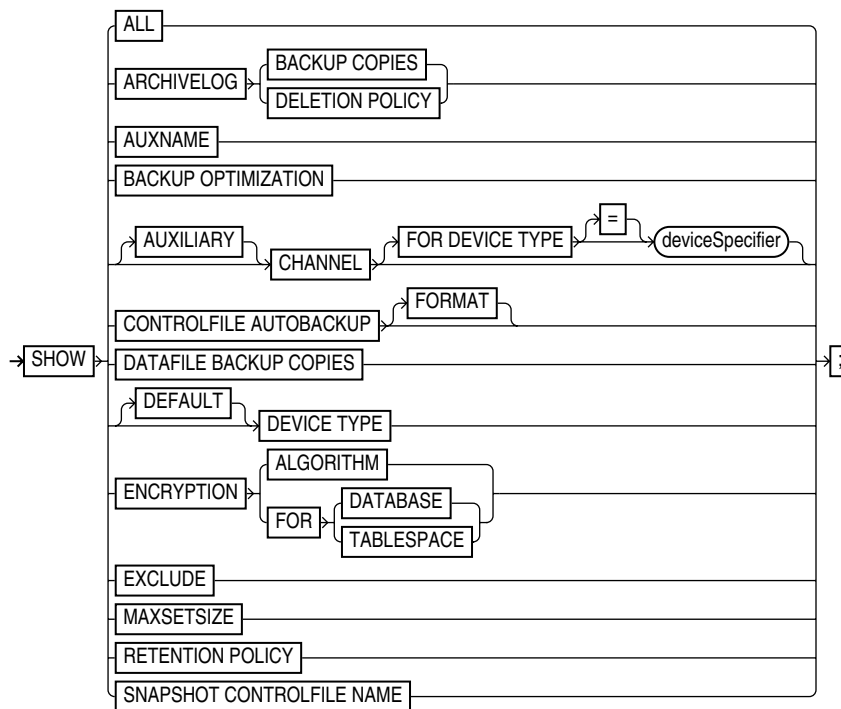 ALL
BACKUP COPIES
ARCHIVELOG
DELETION POLICY
AUXNAME
BACKUP OPTIMIZATION
=
AUXILIARY FOR DEVICE TYPE deviceSpecifier
CHANNEL
FORMAT
CONTROLFILE AUTOBACKUP
SHOW DATAFILE BACKUP COPIES ;
DEFAULT
DEVICE TYPE
ALGORITHM
ENCRYPTION DATABASE
FOR
TABLESPACE
EXCLUDE
MAXSETSIZE
RETENTION POLICY
SNAPSHOT CONTROLFILE NAME